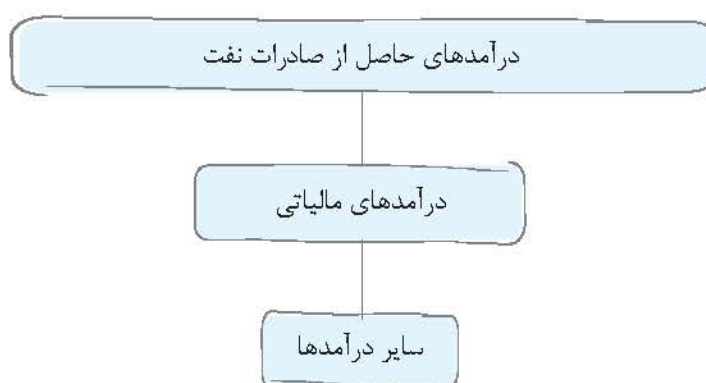 درآمدهای حاصل از صادرات نفت
درآمدهای مالیاتی
سایر درآمدها